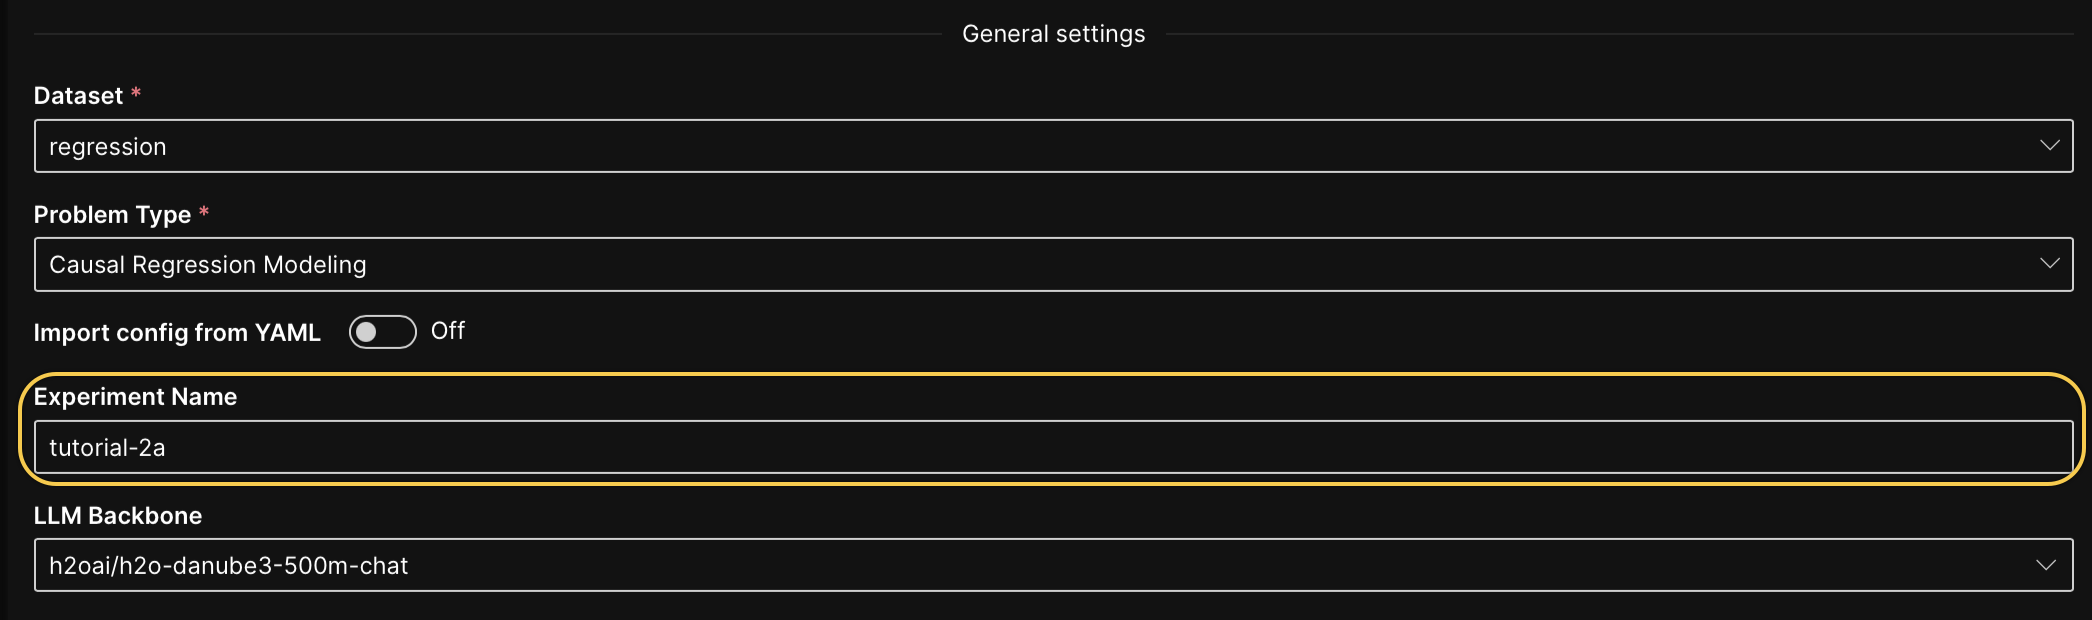 General settings
Dataset *
regression
Problem Type *
Causal Regression Modeling
Import config from YAML Off
Experiment Name
tutorial-2a
LLM Backbone
h2oai/h2o-danube3-500m-chat